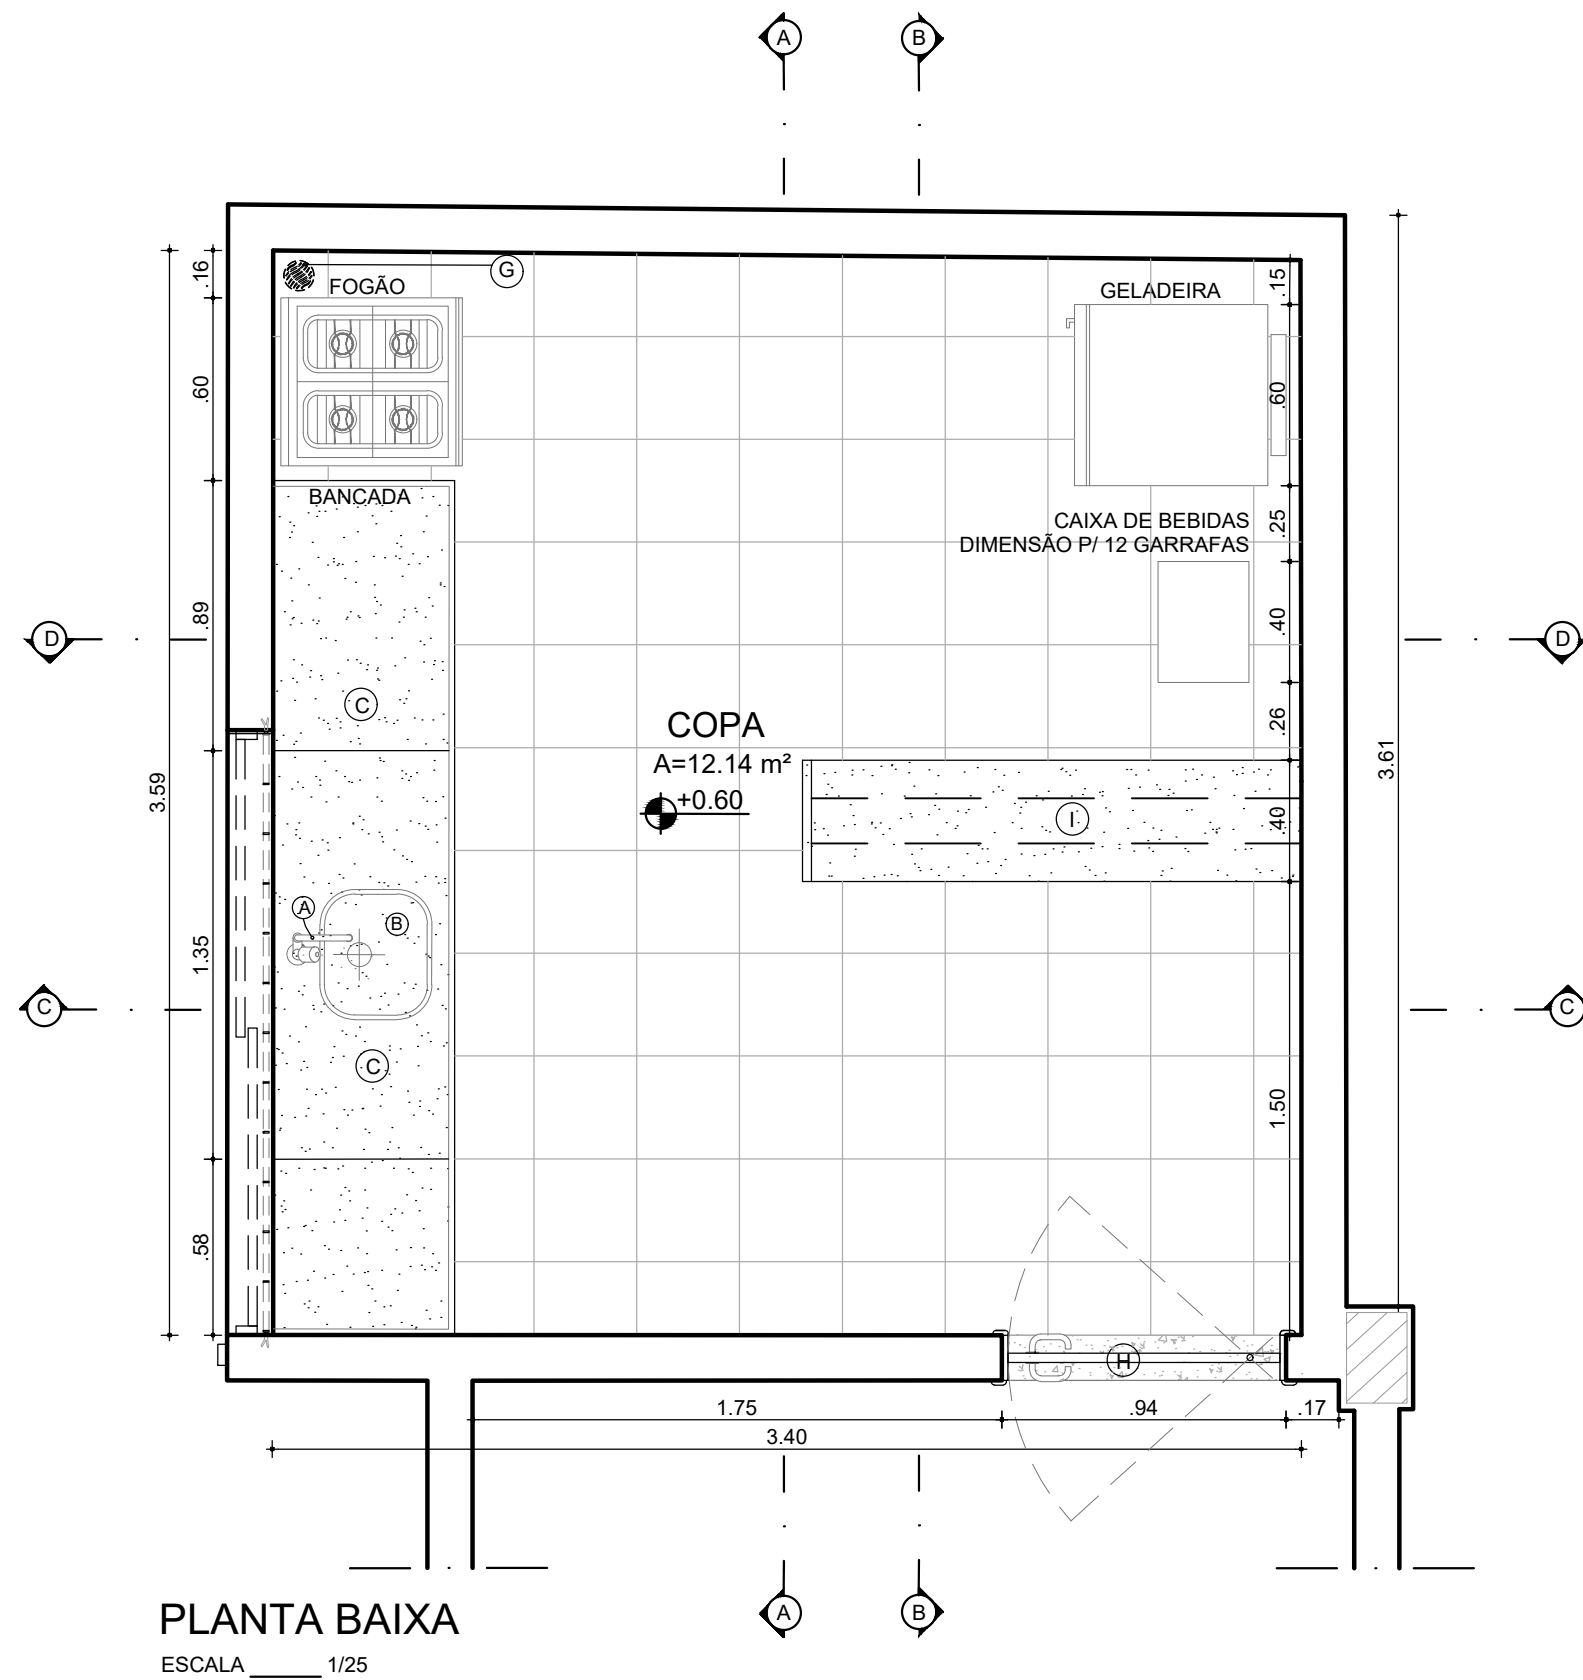 A
B
.16
G
FOGÃO
GELADEIRA
.15
.60
.60
BANCADA
CAIXA DE BEBIDAS
DIMENSÃO P/ 12 GARRAFAS
.25
.89
.40
D
D
C
COPA
A=12.14 m²
+0.60
.26
3.59
3.61
I
.40
A
B
1.35
C
C
C
1.50
.58
H
1.75
.94
.17
3.40
A
B
PLANTA BAIXA
ESCALA ______ 1/25